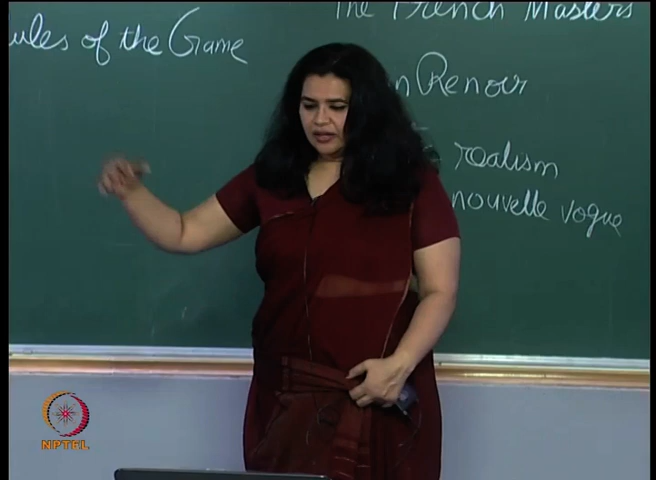 ules of the Game
The French Masters
n Renoir
realism
nouvelle vogue
NPTEL